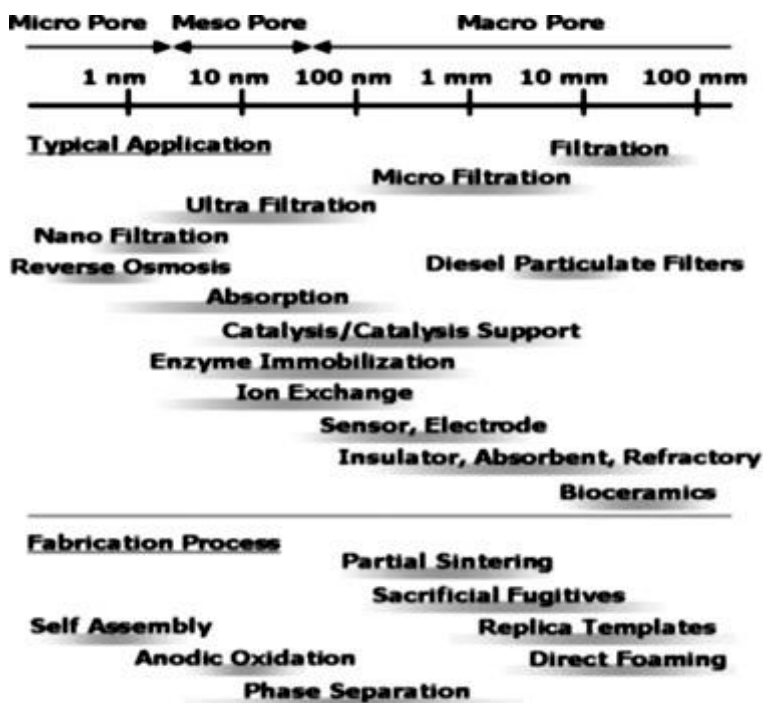 Micro Pore Meso Pore Macro Pore
1 nm 10 nm 100 nm 1 mm 10 mm 100 mm
Typical Application
Filtration
Micro Filtration
Ultra Filtration
Nano Filtration
Reverse Osmosis Diesel Particulate Filters
Absorption
Catalysis/Catalysis Support
Enzyme Immobilization
Ion Exchange
Sensor, Electrode
Insulator, Absorbent, Refractory
Bioceramics
Fabrication Process
Partial Sintering
Sacrificial Fugitives
Self Assembly Replica Templates
Anodic Oxidation Direct Foaming
Phase Separation